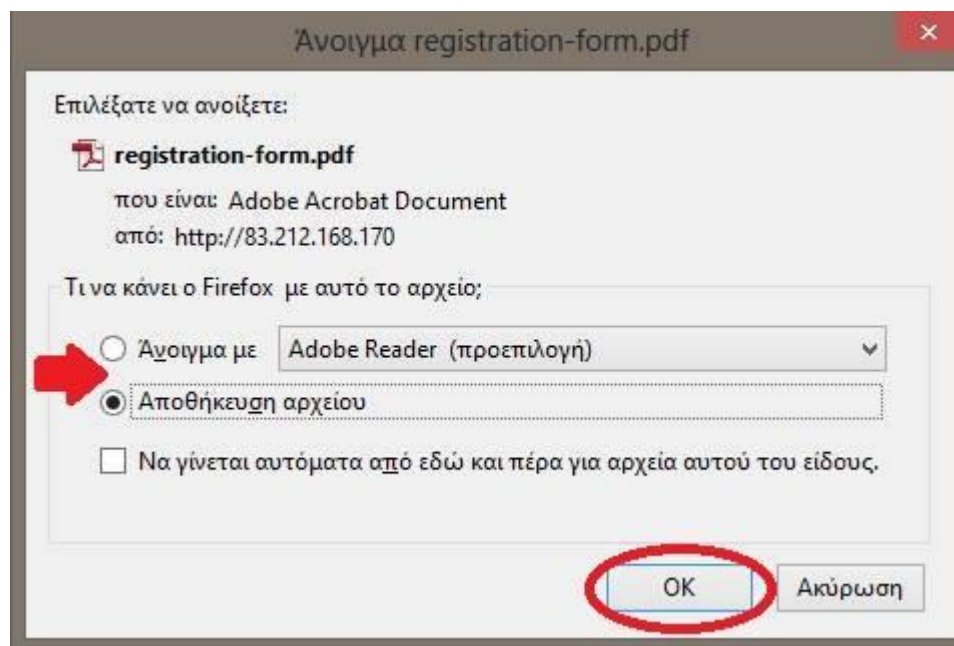 Άνοιγμα registration-form.pdf
Επιλέξατε να ανοίξετε:
registration-form.pdf
που είναι: Adobe Acrobat Document
από: http://83.212.168.170
Τι να κάνει ο Firefox με αυτό το αρχείο;
Άνοιγμα με Adobe Reader (προεπιλογή)
Αποθήκευση αρχείου
Να γίνεται αυτόματα από εδώ και πέρα για αρχεία αυτού του είδους.
OK Ακύρωση